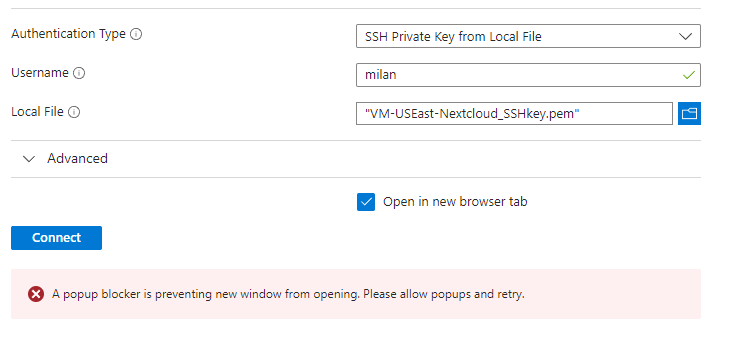 Authentication Type
SSH Private Key from Local File
Username
milan
Local File
"VM-USEast-Nextcloud_SSHkey.pem"
Advanced
Open in new browser tab
Connect
A popup blocker is preventing new window from opening. Please allow popups and retry.